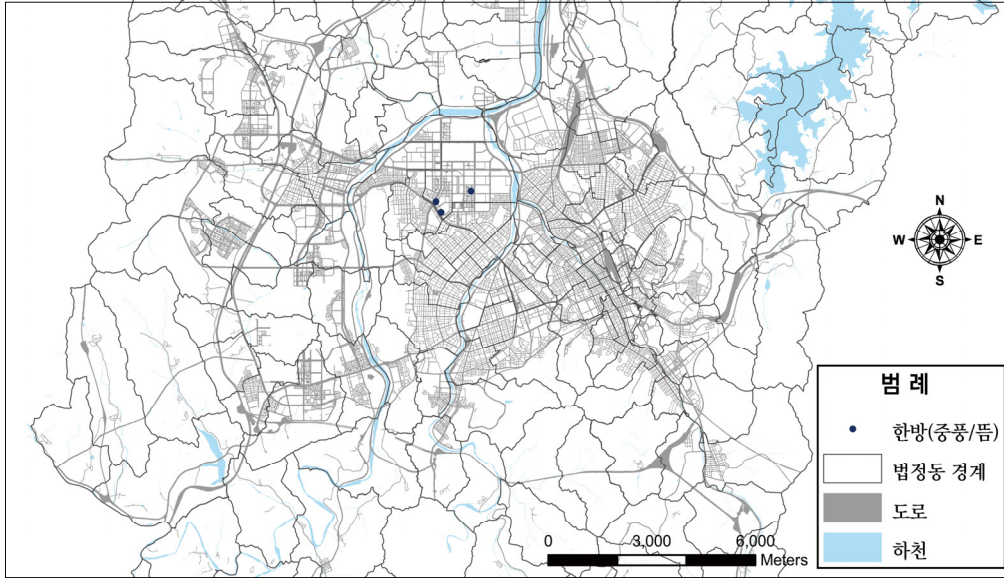 N
W E
S
범 례
한방(중풍/뜸)
법정동 경계
도로
하천
0 3,000 6,000
Meters